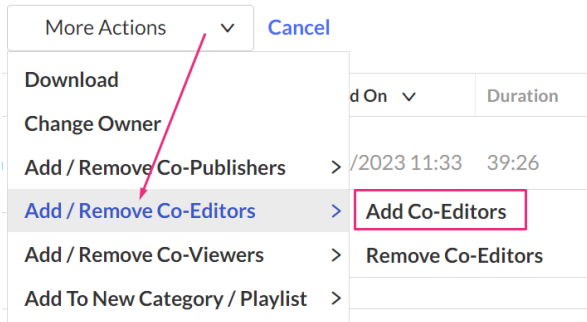 More Actions Cancel
Download
d On Duration
Change Owner
Add / Remove Co-Publishers
/2023 11:33 39:26
Add / Remove Co-Editors
Add Co-Editors
Add / Remove Co-Viewers
Remove Co-Editors
Add To New Category / Playlist